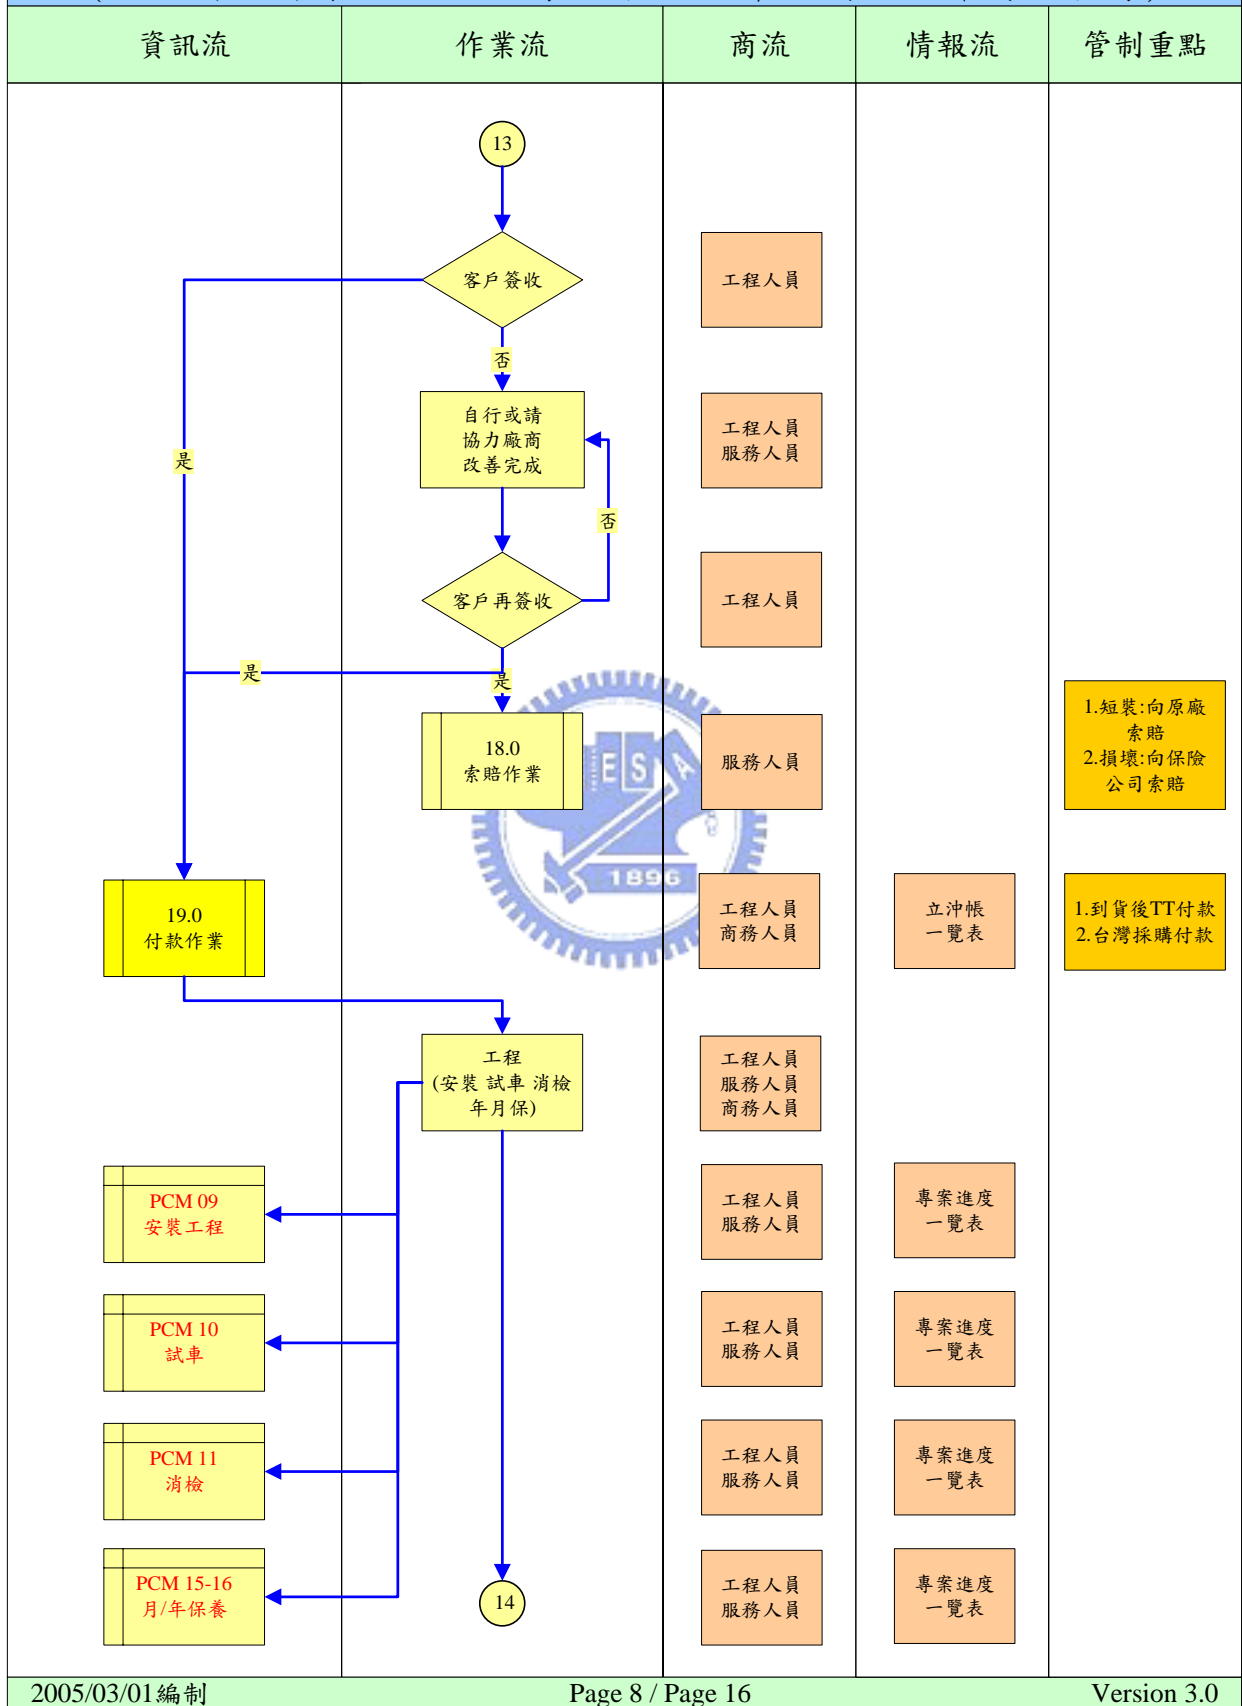 資訊流 作業流 商流 情報流 管制重點
13
客戶簽收
工程人員
否
自行或請
協力廠商
改善完成
工程人員
服務人員
是
否
客戶再簽收
工程人員
是
是
18.0
索賠作業
服務人員
1.短裝:向原廠
索賠
2.損壞:向保險
公司索賠
ESA
1896
19.0
付款作業
工程人員
商務人員
立沖帳
一覽表
1.到貨後TT付款
2.台灣採購付款
工程
(安裝 試車 消檢
年月保)
工程人員
服務人員
商務人員
PCM 09
安裝工程
工程人員
服務人員
專案進度
一覽表
PCM 10
試車
工程人員
服務人員
專案進度
一覽表
PCM 11
消檢
工程人員
服務人員
專案進度
一覽表
PCM 15-16
月/年保養
14
工程人員
服務人員
專案進度
一覽表
2005/03/01編制 Page 8 / Page 16 Version 3.0